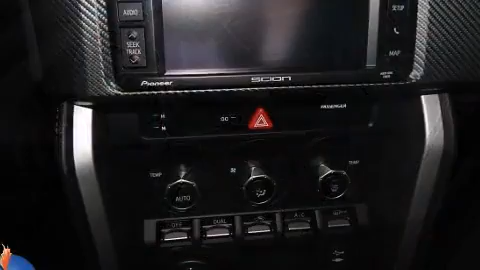 AUDIO
SETUP
SEEK
TRACK
MAP
Pioneer
SCION
PASSENGER
TEMP
TEMP
AUTO
OFF
DUAL
A/C